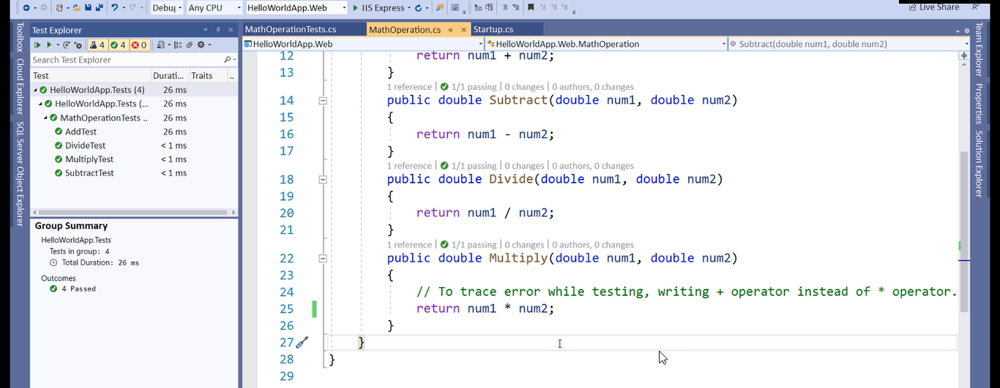 Debug Any CPU HelloWorldApp.Web IIS Express Live Share
Toolbox
Cloud Explorer
SQL Server Object Explorer
Test Explorer
4 4 0
Search Test Explorer
Test Durati... Traits ..
HelloWorldApp.Tests (4) 26 ms
HelloWorldApp.Tests (... 26 ms
MathOperationTests .. 26 ms
AddTest 26 ms
DivideTest < 1 ms
MultiplyTest < 1 ms
SubtractTest < 1 ms
Group Summary
HelloWorldApp.Tests
Tests in group: 4
Total Duration: 26 ms
Outcomes
4 Passed
MathOperationTests.cs MathOperation.cs Startup.cs
HelloWorldApp.Web HelloWorldApp.Web.MathOperation Subtract(double num1, double num2)
12 return num1 + num2;
13 }
1 reference | 1/1 passing | 0 changes | 0 authors, 0 changes
14 public double Subtract(double num1, double num2)
15 {
16 return num1 - num2;
17 }
1 reference | 1/1 passing | 0 changes | 0 authors, 0 changes
18 public double Divide(double num1, double num2)
19 {
20 return num1 / num2;
21 }
1 reference | 1/1 passing | 0 changes | 0 authors, 0 changes
22 public double Multiply(double num1, double num2)
23 {
24 // To trace error while testing, writing + operator instead of * operator.
25 return num1 * num2;
26 }
27 }
28 }
29
Team Explorer
Properties
Solution Explorer